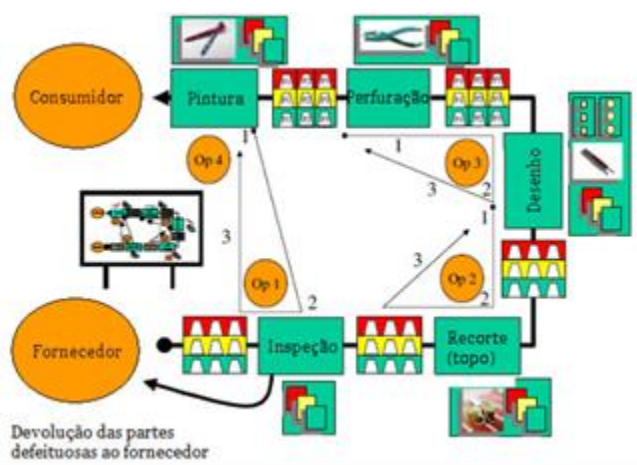 Consumidor
Pintura
Perfuração
Desenho
1
1
Op 4
Op 3
3
2
1
3
3
Op 1
Op 2
2
2
Fornecedor
Inspeção
Recorte
(topo)
Devolução das partes
defeituosas ao fornecedor